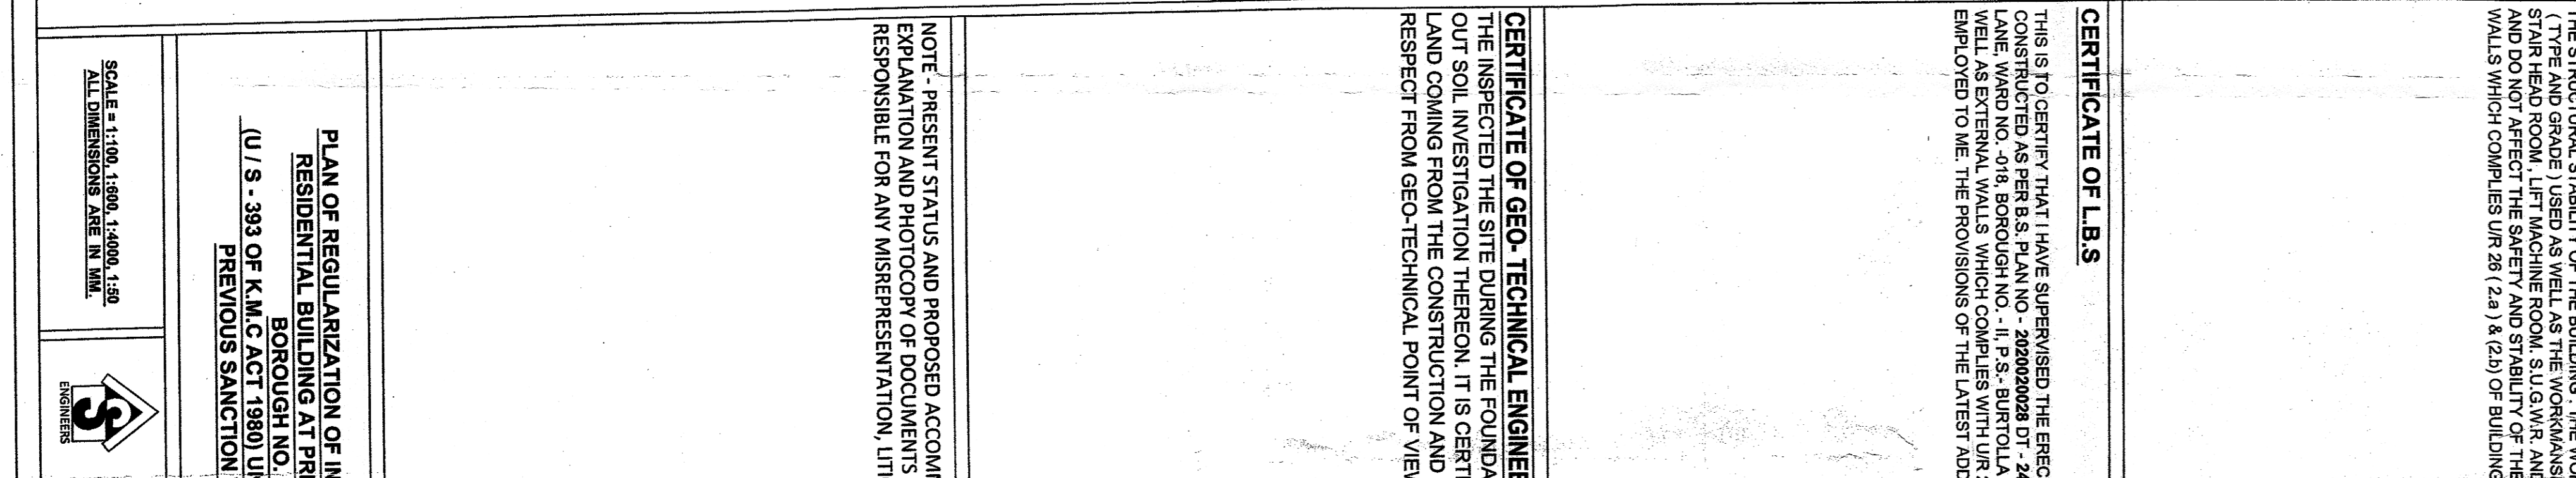 THE STRUCTURAL STABILITY OF THE BUILDING . THE WOR
( TYPE AND GRADE ) USED AS WELL AS THE WORKMANSI
STAIR HEAD ROOM , LIFT MACHINE ROOM. S.U.G.W.R. AND
AND DO NOT AFFECT THE SAFETY AND STABILITY OF THE
WALLS WHICH COMPLIES U/R 26 ( 2.a ) & (2.b) OF BUILDING
CERTIFICATE OF L.B.S
THIS IS TO CERTIFY THAT I HAVE SUPERVISED THE EREC
CONSTRUCTED AS PER B.S. PLAN NO - 2020020028 DT - 24
LANE, WARD NO. -018, BOROUGH NO. - II, P.S.- BURTOLLA
WELL AS EXTERNAL WALLS WHICH COMPLIES WITH U/R
EMPLOYED TO ME. THE PROVISIONS OF THE LATEST ADD
CERTIFICATE OF GEO- TECHNICAL ENGINEE
THE INSPECTED THE SITE DURING THE FOUNDA
OUT SOIL INVESTIGATION THEREON. IT IS CERTI
LAND COMING FROM THE CONSTRUCTION AND
RESPECT FROM GEO-TECHNICAL POINT OF VIEW
NOTE - PRESENT STATUS AND PROPOSED ACCOM
EXPLANATION AND PHOTOCOPY OF DOCUMENTS
RESPONSIBLE FOR ANY MISREPRESENTATION, LITI
PLAN OF REGULARIZATION OF IN
RESIDENTIAL BUILDING AT PRE
BOROUGH NO.
(U / S - 393 OF K.M.C ACT 1980) UN
PREVIOUS SANCTION
SCALE = 1:100, 1:600, 1:4000, 1:50
ALL DIMENSIONS ARE IN MM.
CS
ENGINEERS